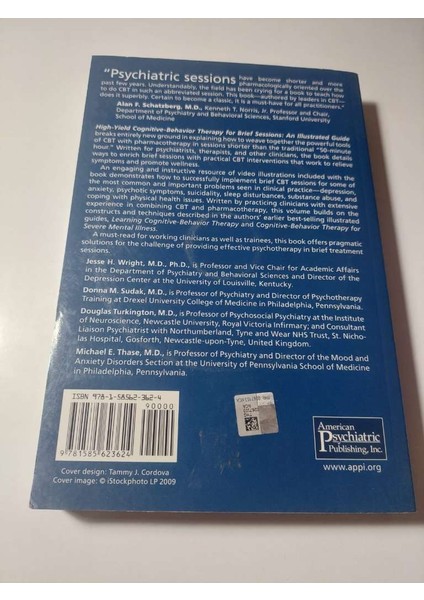 "Psychiatric sessions have become shorter and more
pharmacologically oriented over the
past few years. Understandably, the field has been crying for a book to teach how
to do CBT in such an abbreviated session. This book—authored by leaders in CBT—
does it superbly. Certain to become a classic, it is a must-have for all practitioners."
Alan F. Schatzberg, M.D., Kenneth T. Norris, Jr. Professor and Chair,
Department of Psychiatry and Behavioral Sciences, Stanford University
School of Medicine
High-Yield Cognitive-Behavior Therapy for Brief Sessions: An Illustrated Guide
breaks entirely new ground in explaining how to weave together the powerful tools
of CBT with pharmacotherapy in sessions shorter than the traditional "50-minute
hour." Written for psychiatrists, therapists, and other clinicians, the book details
ways to enrich brief sessions with practical CBT interventions that work to relieve
symptoms and promote wellness.
An engaging and instructive resource of video illustrations included with the
book demonstrates how to successfully implement brief CBT sessions for some of
the most common and important problems seen in clinical practice—depression,
anxiety, psychotic symptoms, suicidality, sleep disturbances, substance abuse, and
coping with physical health issues. Written by practicing clinicians with extensive
experience in combining CBT and pharmacotherapy, this volume builds on the
constructs and techniques described in the authors' earlier best-selling illustrated
guides, Learning Cognitive-Behavior Therapy and Cognitive-Behavior Therapy for
Severe Mental Illness.
A must-read for working clinicians as well as trainees, this book offers pragmatic
solutions for the challenge of providing effective psychotherapy in brief treatment
sessions.
Jesse H. Wright, M.D., Ph.D., is Professor and Vice Chair for Academic Affairs
in the Department of Psychiatry and Behavioral Sciences and Director of the
Depression Center at the University of Louisville, Kentucky.
Donna M. Sudak, M.D., is Professor of Psychiatry and Director of Psychotherapy
Training at Drexel University College of Medicine in Philadelphia, Pennsylvania.
Douglas Turkington, M.D., is Professor of Psychosocial Psychiatry at the Institute
of Neuroscience, Newcastle University, Royal Victoria Infirmary; and Consultant
Liaison Psychiatrist with Northumberland, Tyne and Wear NHS Trust, St. Nicho-
las Hospital, Gosforth, Newcastle-upon-Tyne, United Kingdom.
Michael E. Thase, M.D., is Professor of Psychiatry and Director of the Mood and
Anxiety Disorders Section at the University of Pennsylvania School of Medicine
in Philadelphia, Pennsylvania.
ISBN 978-1-58562-362-4
90000
9 781585 623624
American
Psychiatric
Publishing, Inc.
www.appi.org
Cover design: Tammy J. Cordova
Cover image: © iStockphoto LP 2009